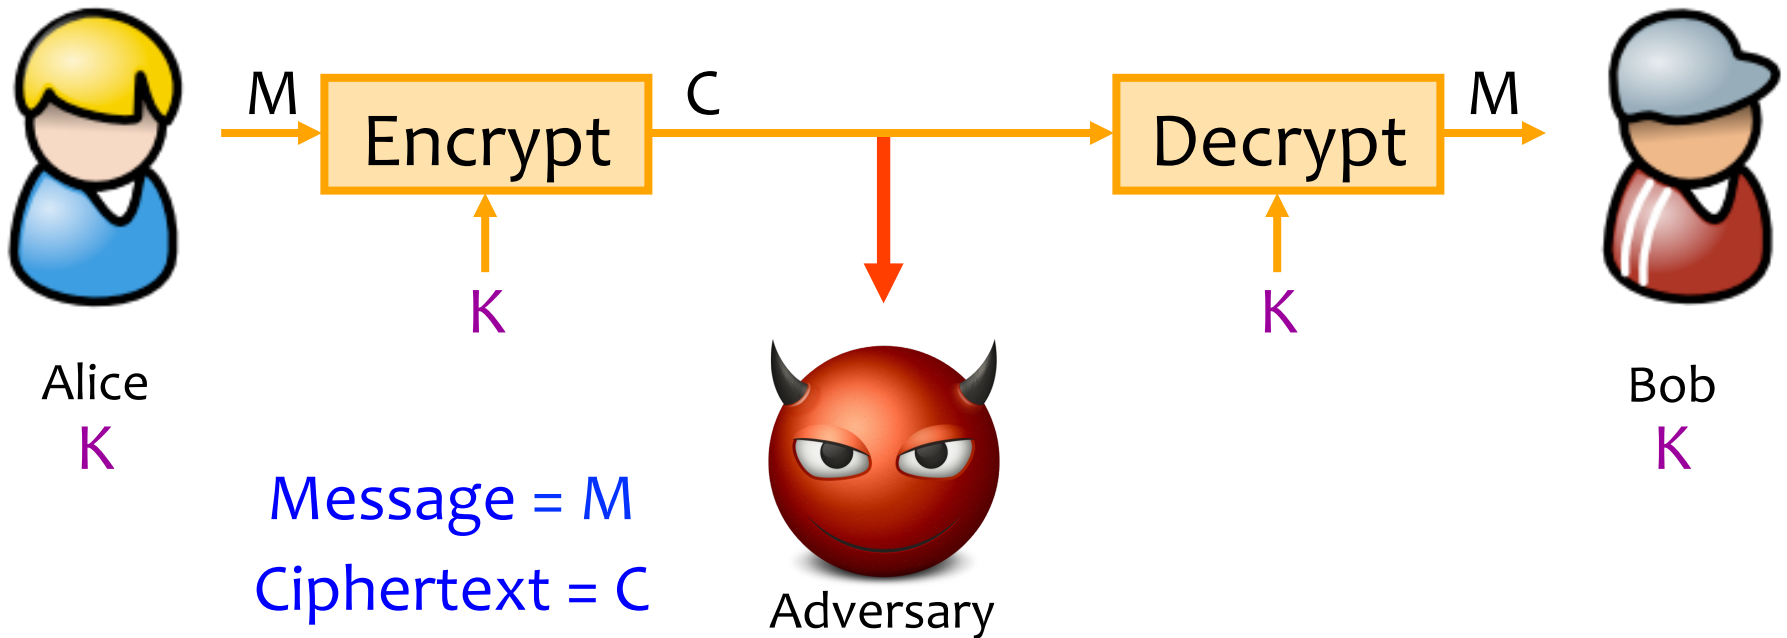 M
Encrypt
C
Decrypt
M
K
K
Alice
K
Bob
K
Message = M
Ciphertext = C
Adversary